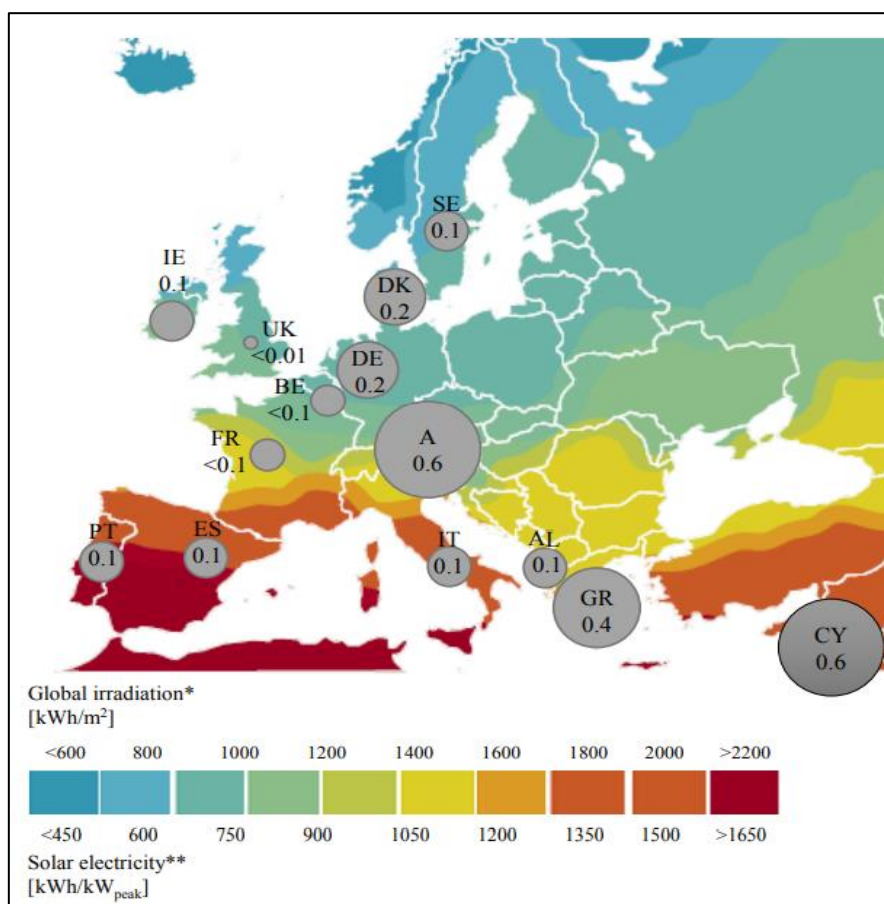 SE
0.1
IE
0.1
DK
0.2
UK
<0.01
DE
0.2
BE
<0.1
A
0.6
FR
<0.1
PT
0.1
ES
0.1
IT
0.1
AL
0.1
GR
0.4
CY
0.6
Global irradiation*
[kWh/m²]
<600 800 1000 1200 1400 1600 1800 2000 >2200
<450 600 750 900 1050 1200 1350 1500 >1650
Solar electricity**
[kWh/kWpeak]